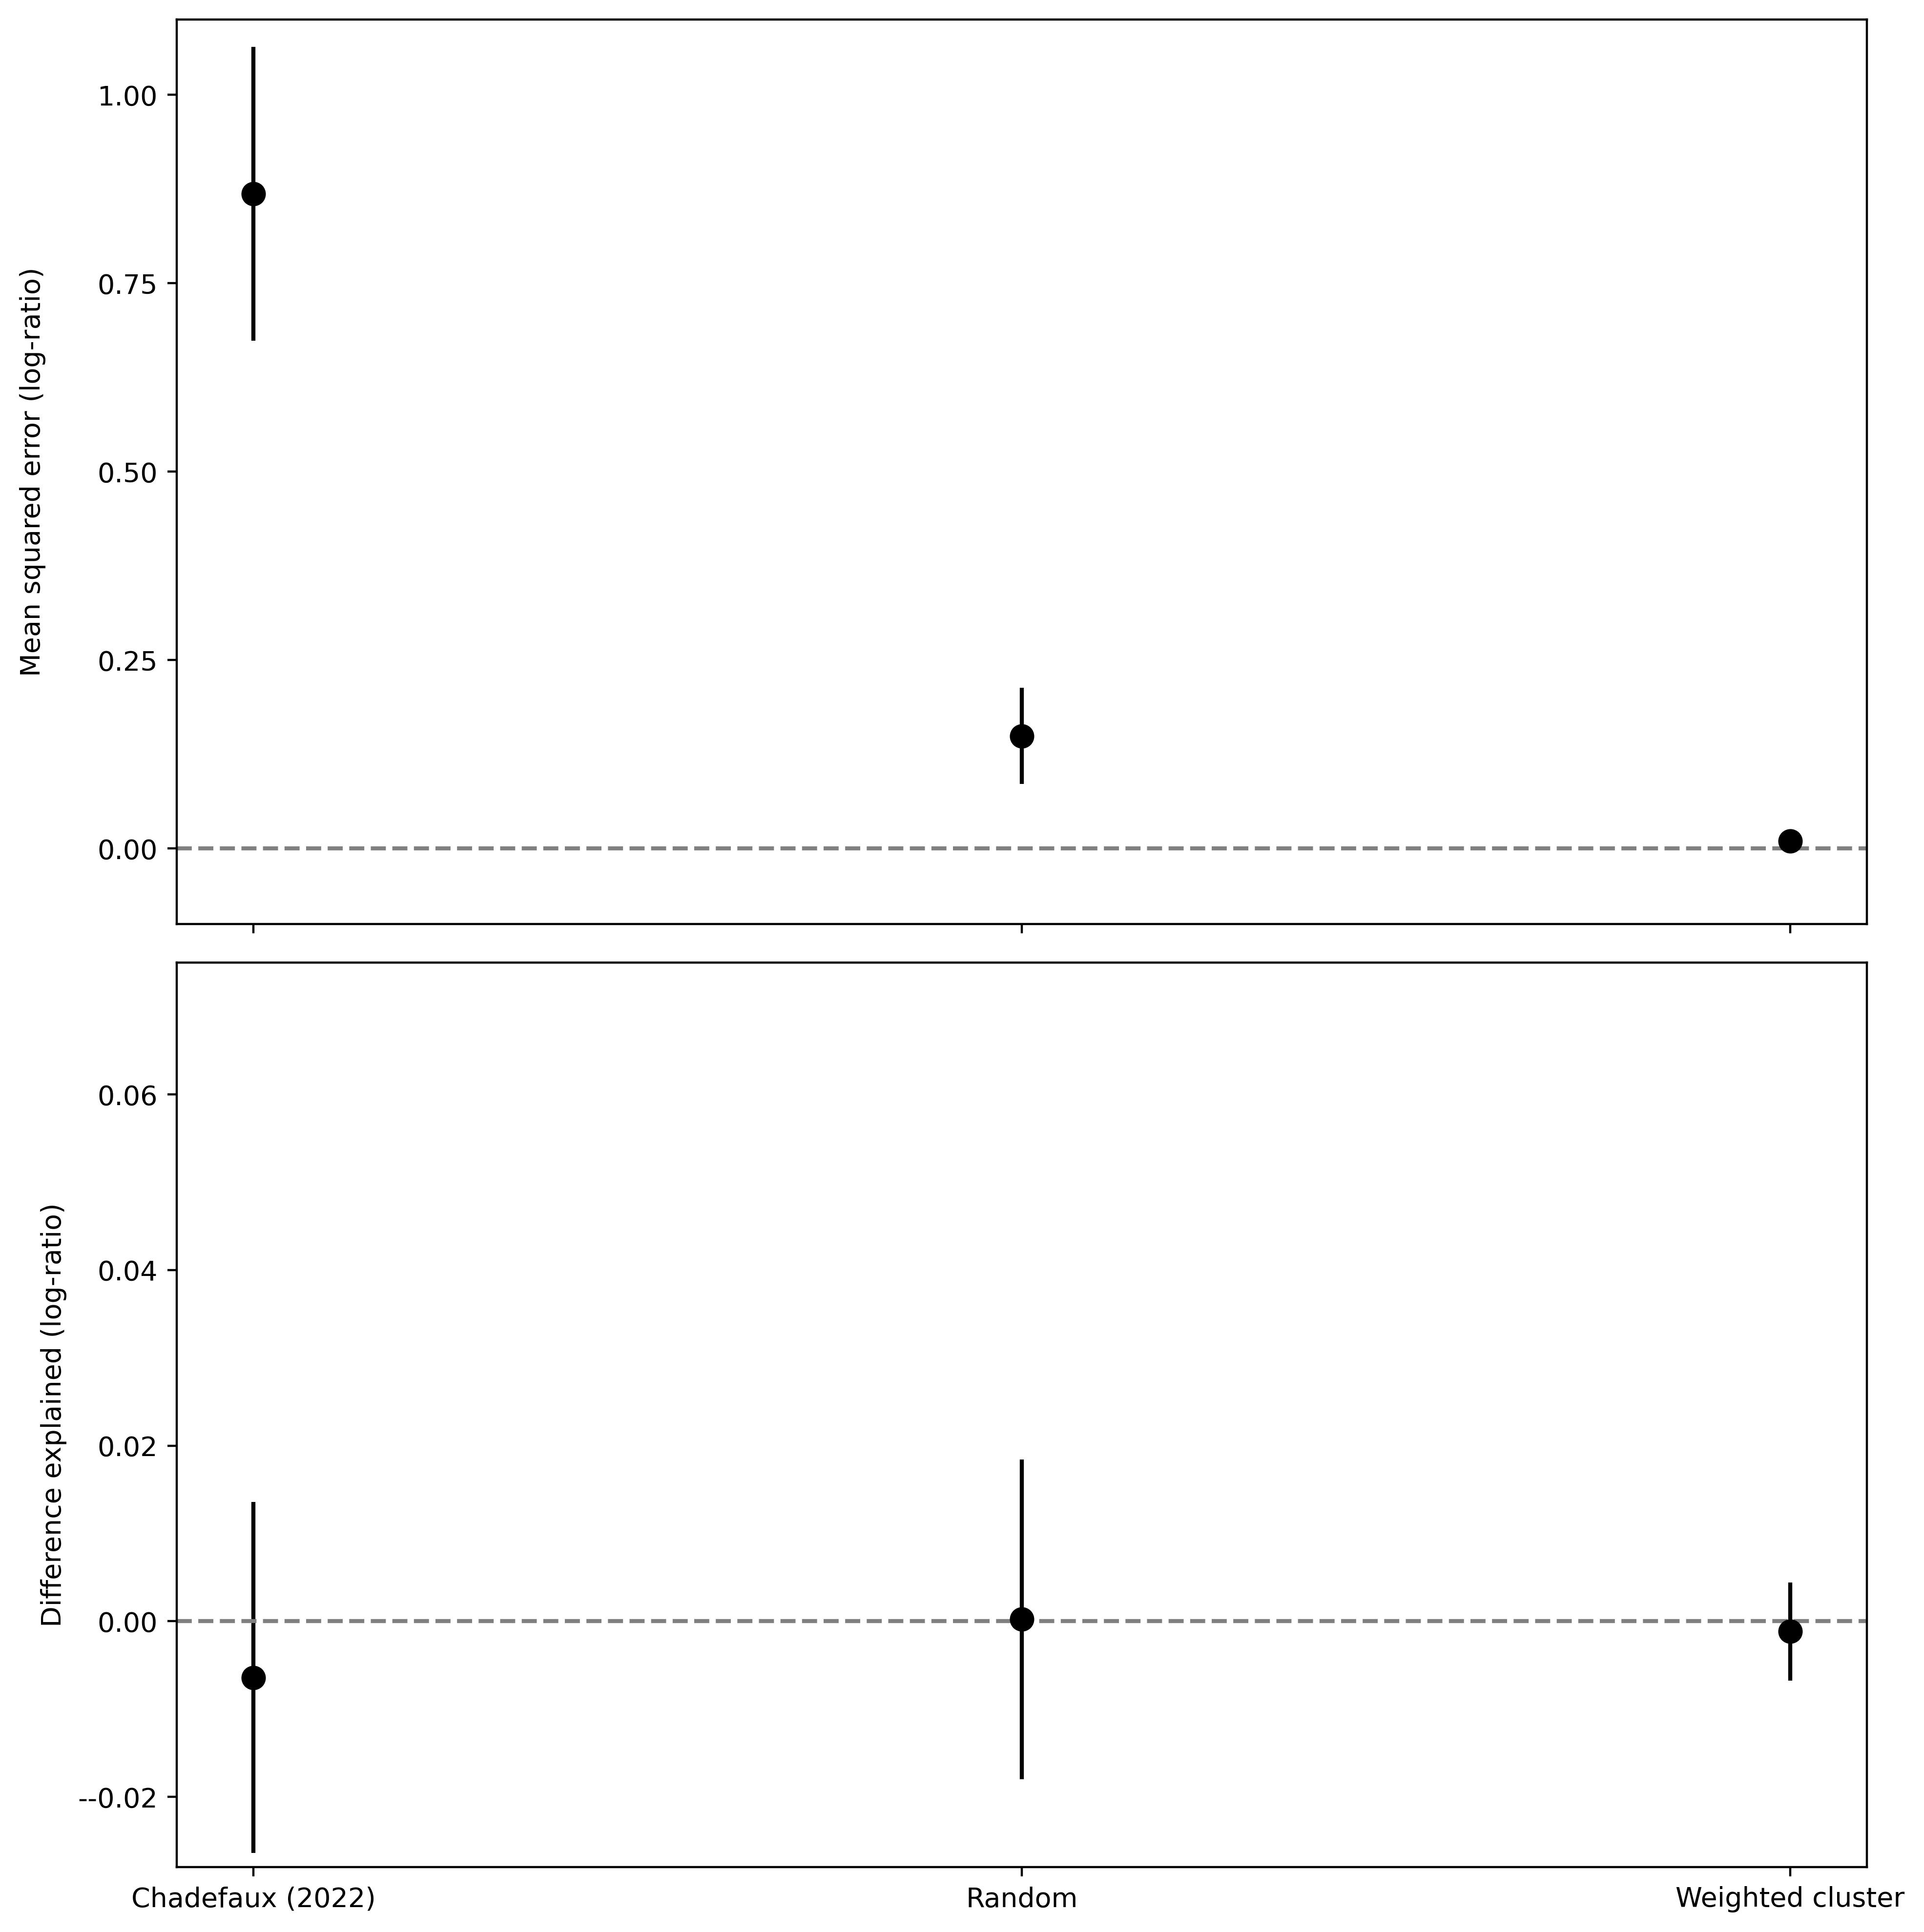 Mean squared error (log-ratio)
1.00
0.75
0.50
0.25
0.00
Difference explained (log-ratio)
0.06
0.04
0.02
0.00
--0.02
Chadefaux (2022)
Random
Weighted cluster